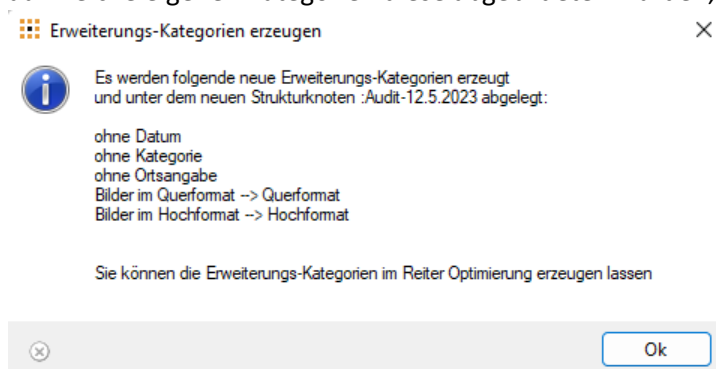 Erweiterungs-Kategorien erzeugen
Es werden folgende neue Erweiterungs-Kategorien erzeugt
und unter dem neuen Strukturknoten :Audit-12.5.2023 abgelegt:
ohne Datum
ohne Kategorie
ohne Ortsangabe
Bilder im Querformat --> Querformat
Bilder im Hochformat --> Hochformat
Sie können die Erweiterungs-Kategorien im Reiter Optimierung erzeugen lassen
Ok